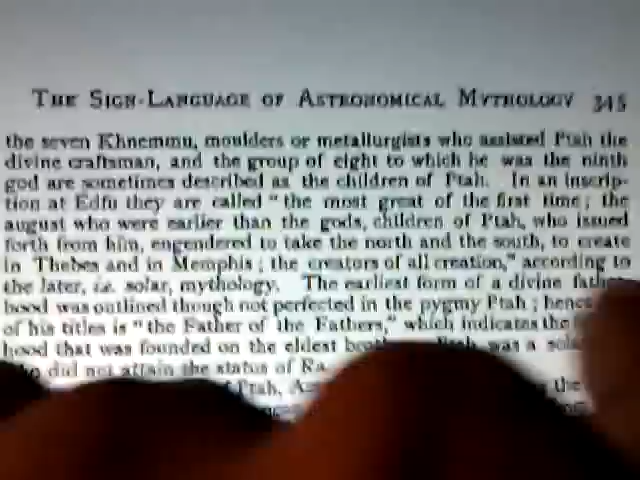 THE SIGN-LANGUAGE OF ASTRONOMICAL MYTHOLOGY 345
the seven Khnemmu, moulders or metallurgists who assisted Ptah the
divine craftsman, and the group of eight to which he was the ninth
god are sometimes described as the children of Ptah. In an inscrip-
tion at Edfu they are called "the most great of the first time; the
august who were earlier than the gods, children of Ptah, who issued
forth from him, engendered to take the north and the south, to create
in Thebes and in Memphis; the creators of all creation," according to
the later, i.e. solar, mythology. The earliest form of a divine
hood was outlined though not perfected in the pygmy Ptah;
of his titles is "the Father of the Fathers," which indicates the
hood that was founded on the eldest Ptah was a
did not attain the status of Ra
of Ptah, the